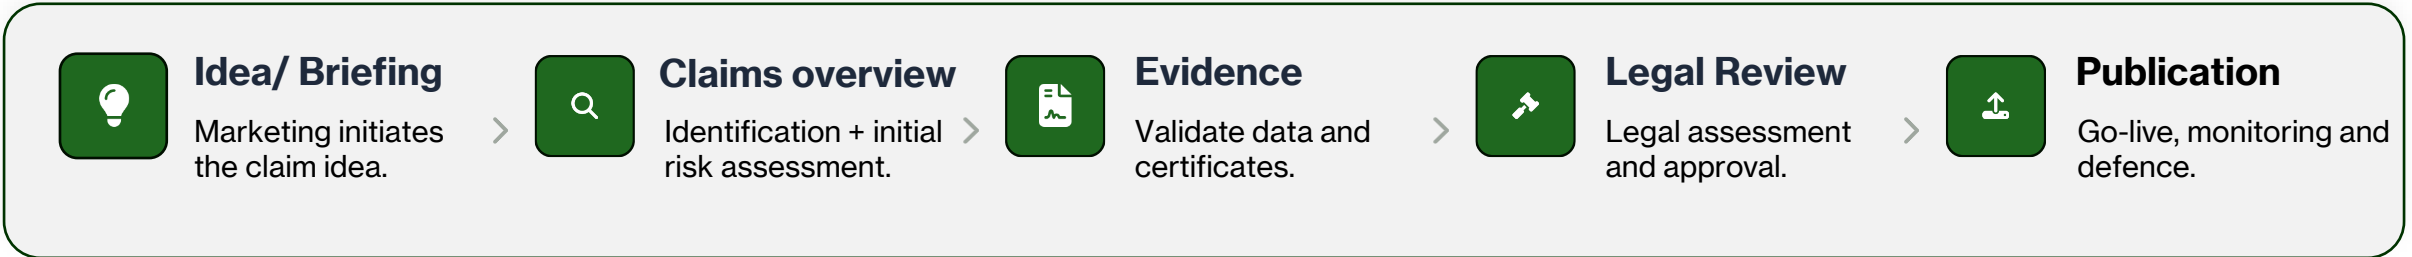 Idea/ Briefing
Marketing initiates
the claim idea.
Claims overview
Identification + initial
risk assessment.
Evidence
Validate data and
certificates.
Legal Review
Legal assessment
and approval.
Publication
Go-live, monitoring and
defence.